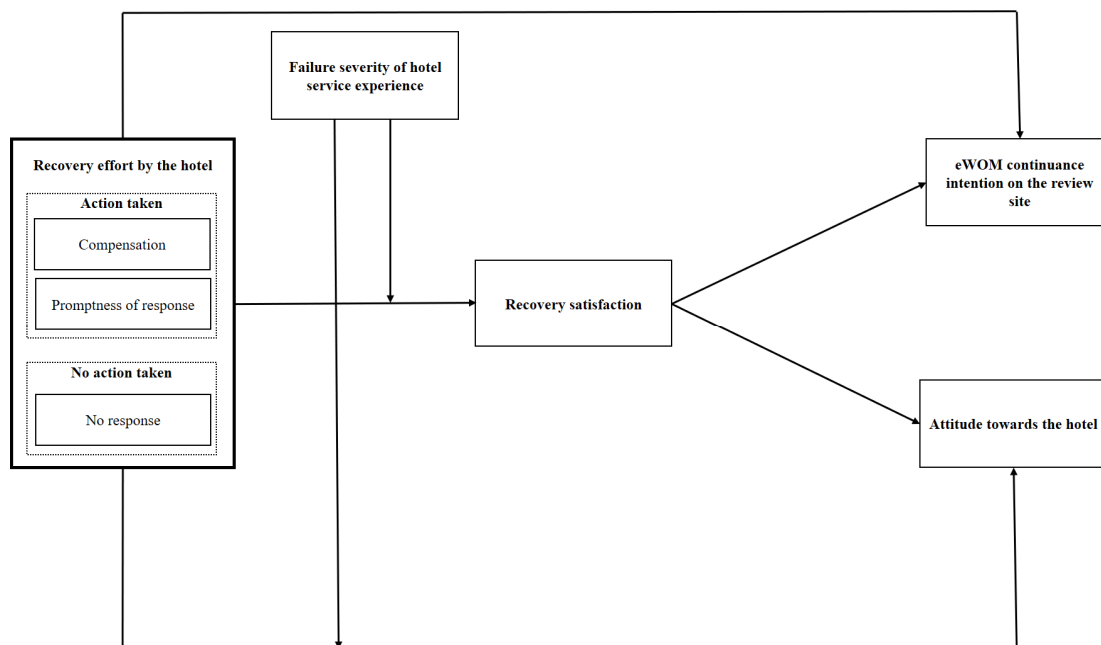 Failure severity of hotel
service experience
Recovery effort by the hotel
Action taken
Compensation
Promptness of response
No action taken
No response
Recovery satisfaction
eWOM continuance
intention on the review
site
Attitude towards the hotel